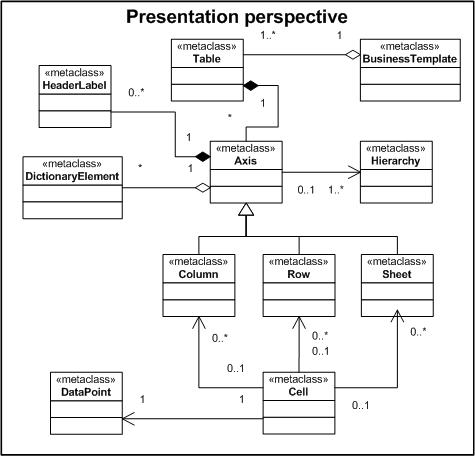 Presentation perspective
«metaclass»
Table
1..*
1
«metaclass»
BusinessTemplate
«metaclass»
HeaderLabel
0..*
1
*
1
«metaclass»
Axis
«metaclass»
Hierarchy
«metaclass»
DictionaryElement
*
1
0..1
1..*
«metaclass»
Column
«metaclass»
Row
«metaclass»
Sheet
0..*
0..*
0..*
0..1
0..1
«metaclass»
DataPoint
1
1
«metaclass»
Cell
0..1